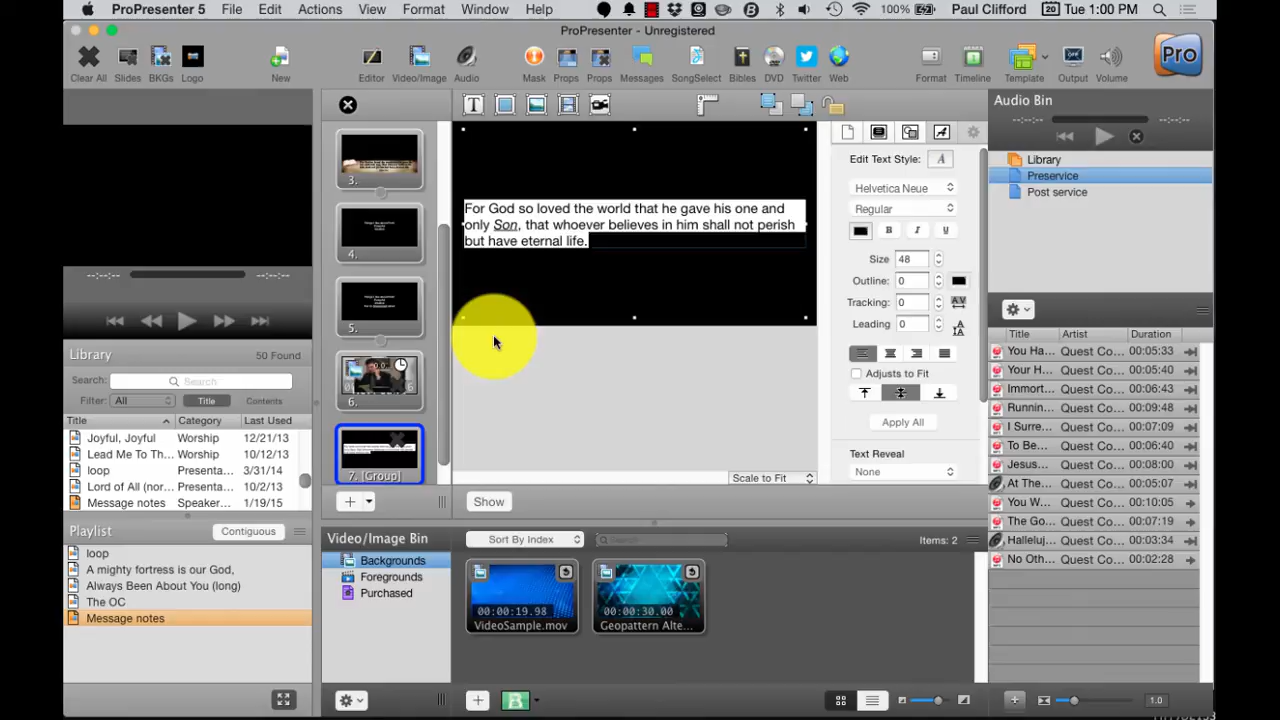 ProPresenter 5 File Edit Actions View Format Window Help 100% Paul Clifford 20 Tue 1:00 PM
ProPresenter - Unregistered
Clear All Slides BKGs Logo New Editor Video/Image Audio Mask Props Props Messages SongSelect Bibles DVD Twitter Web Format Timeline Template Output Volume
Pro
Audio Bin
--:--:-- --:--:--
Library
Preservice
Post service
Title Artist Duration
You Ha... Quest Co... 00:05:33
Your H... Quest Co... 00:05:40
Immort... Quest Co... 00:06:43
Runnin... Quest Co... 00:09:48
I Surre... Quest Co... 00:07:09
To Be... Quest Co... 00:06:40
Jesus... Quest Co... 00:08:00
At The... Quest Co... 00:05:07
You W... Quest Co... 00:10:05
The Go... Quest Co... 00:07:19
Halleluj... Quest Co... 00:03:34
No Oth... Quest Co... 00:02:28
1.0
--:--:-- --:--:--
Library 50 Found
Search: Search
Filter: All Title Contents
Title Category Last Used
Joyful, Joyful Worship 12/21/13
Lead Me To Th... Worship 10/12/13
loop Presenta... 3/31/14
Lord of All (nor... Presenta... 10/2/13
Message notes Speaker... 1/19/15
Playlist Contiguous
loop
A mighty fortress is our God,
Always Been About You (long)
The OC
Message notes
3.
4.
5.
6.
7. [Group]
T
For God so loved the world that he gave his one and
only Son, that whoever believes in him shall not perish
but have eternal life.
Scale to Fit
Show
Edit Text Style: A
Helvetica Neue
Regular
B I U
Size 48
Outline: 0
Tracking: 0 AV
Leading 0
Adjusts to Fit
Apply All
Text Reveal
None
Video/Image Bin Sort By Index Search Items: 2
Backgrounds
Foregrounds
Purchased
00:00:19.98
VideoSample.mov
00:00:30.00
Geopattern Alte...